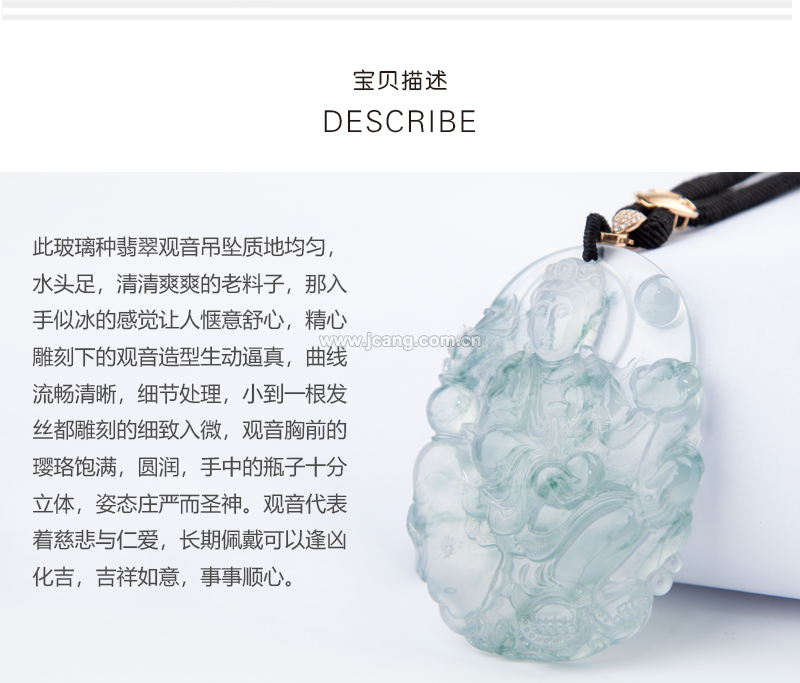 宝贝描述
DESCRIBE
此玻璃种翡翠观音吊坠质地均匀，
水头足，清清爽爽的老料子，那入
手似冰的感觉让人惬意舒心，精心
www.jcang.com.cn
雕刻下的观音造型生动逼真，曲线
流畅清晰，细节处理，小到一根发
丝都雕刻的细致入微，观音胸前的
璎珞饱满，圆润，手中的瓶子十分
立体，姿态庄严而圣神。观音代表
着慈悲与仁爱，长期佩戴可以逢凶
化吉，吉祥如意，事事顺心。